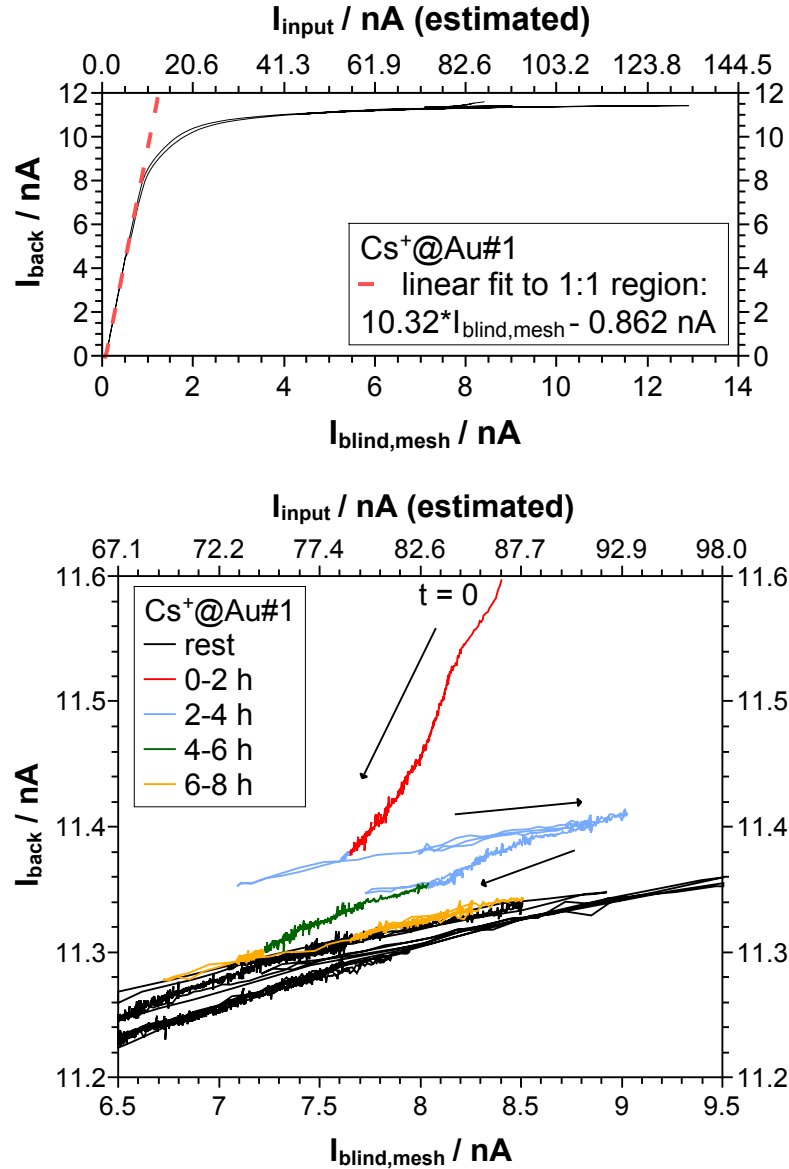 I_input / nA (estimated)
0.0 20.6 41.3 61.9 82.6 103.2 123.8 144.5
12 12
10 10
8 8
6 6
4 4
2 2
0 0
I_back / nA
Cs⁺@Au#1
linear fit to 1:1 region:
10.32*I_blind,mesh - 0.862 nA
0 2 4 6 8 10 12 14
I_blind,mesh / nA
I_input / nA (estimated)
67.1 72.2 77.4 82.6 87.7 92.9 98.0
11.6 11.6
11.5 11.5
11.4 11.4
11.3 11.3
11.2 11.2
I_back / nA
Cs⁺@Au#1
rest
0-2 h
2-4 h
4-6 h
6-8 h
t = 0
6.5 7 7.5 8 8.5 9 9.5
I_blind,mesh / nA